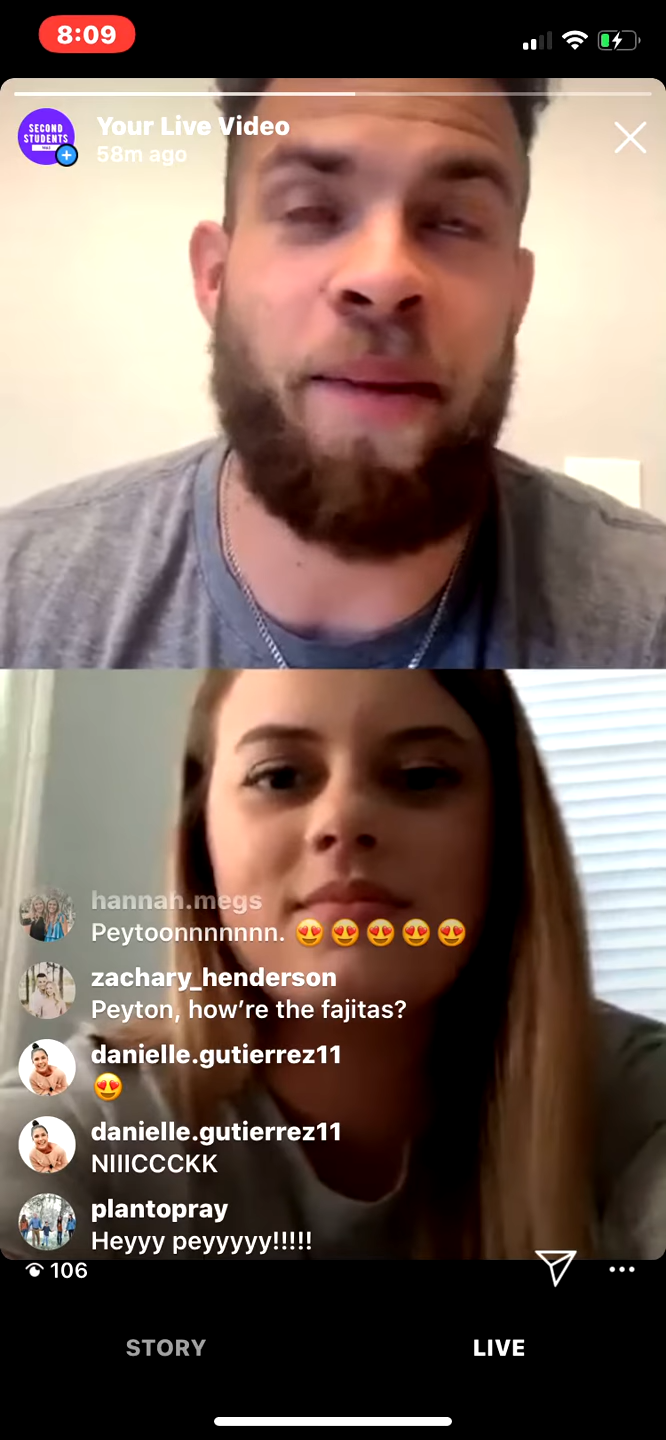 8:09
SECOND
STUDENTS
Your Live Video
58m ago
hannah.megs
Peytoonnnnnnn. 😍 😍 😍 😍 😍
zachary_henderson
Peyton, how’re the fajitas?
danielle.gutierrez11
😍
danielle.gutierrez11
NIIICCCKK
plantopray
Heyyy peyyyyy!!!!!
106
STORY
LIVE